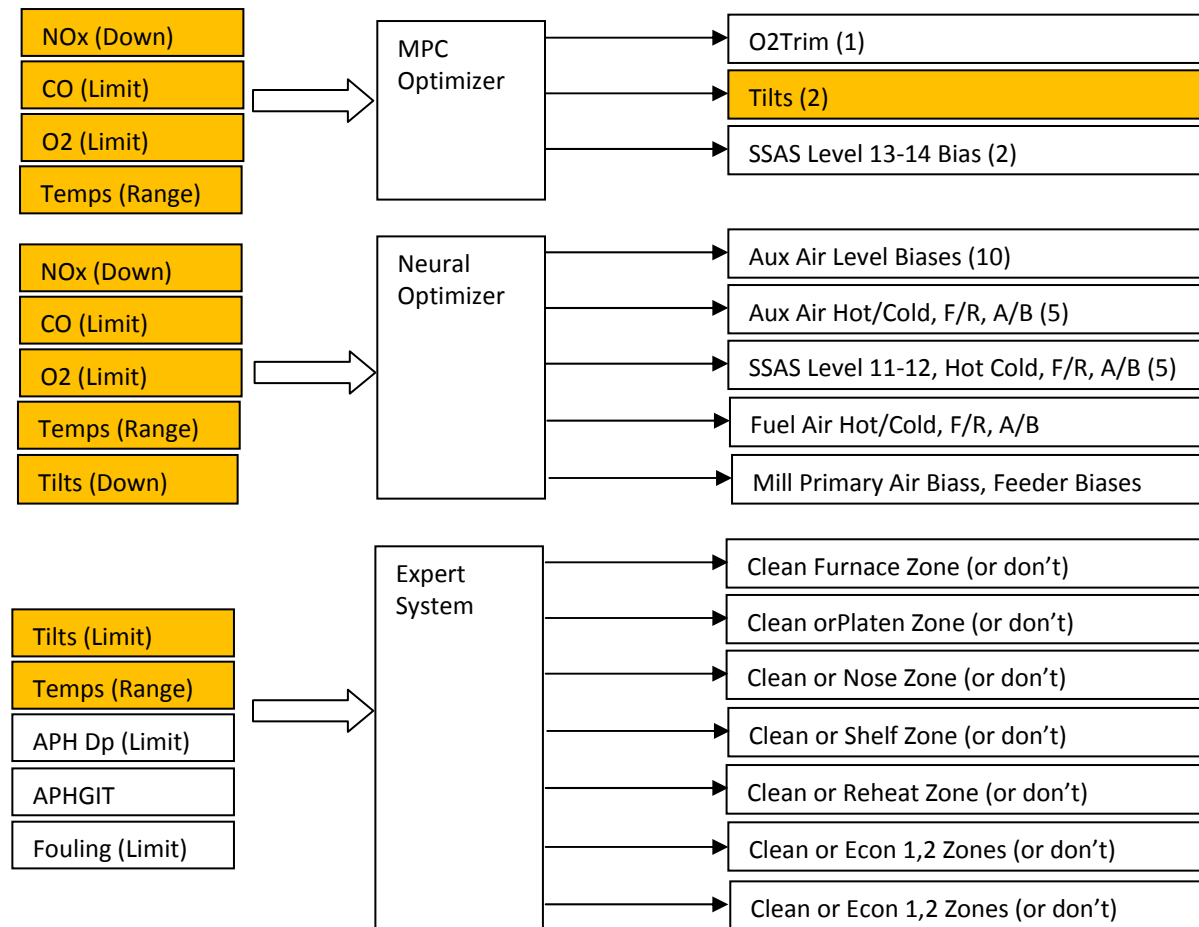 NOx (Down)
CO (Limit)
O2 (Limit)
Temps (Range)
MPC
Optimizer
O2Trim (1)
Tilts (2)
SSAS Level 13-14 Bias (2)
NOx (Down)
CO (Limit)
O2 (Limit)
Temps (Range)
Tilts (Down)
Neural
Optimizer
Aux Air Level Biases (10)
Aux Air Hot/Cold, F/R, A/B (5)
SSAS Level 11-12, Hot Cold, F/R, A/B (5)
Fuel Air Hot/Cold, F/R, A/B
Mill Primary Air Biass, Feeder Biases
Tilts (Limit)
Temps (Range)
APH Dp (Limit)
APHGIT
Fouling (Limit)
Expert
System
Clean Furnace Zone (or don’t)
Clean orPlaten Zone (or don’t)
Clean or Nose Zone (or don’t)
Clean or Shelf Zone (or don’t)
Clean or Reheat Zone (or don’t)
Clean or Econ 1,2 Zones (or don’t)
Clean or Econ 1,2 Zones (or don’t)